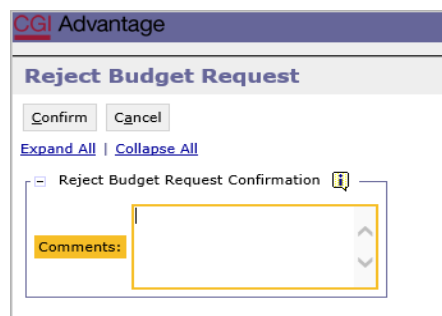 CGI Advantage
Reject Budget Request
Confirm Cancel
Expand All | Collapse All
Reject Budget Request Confirmation i
Comments: